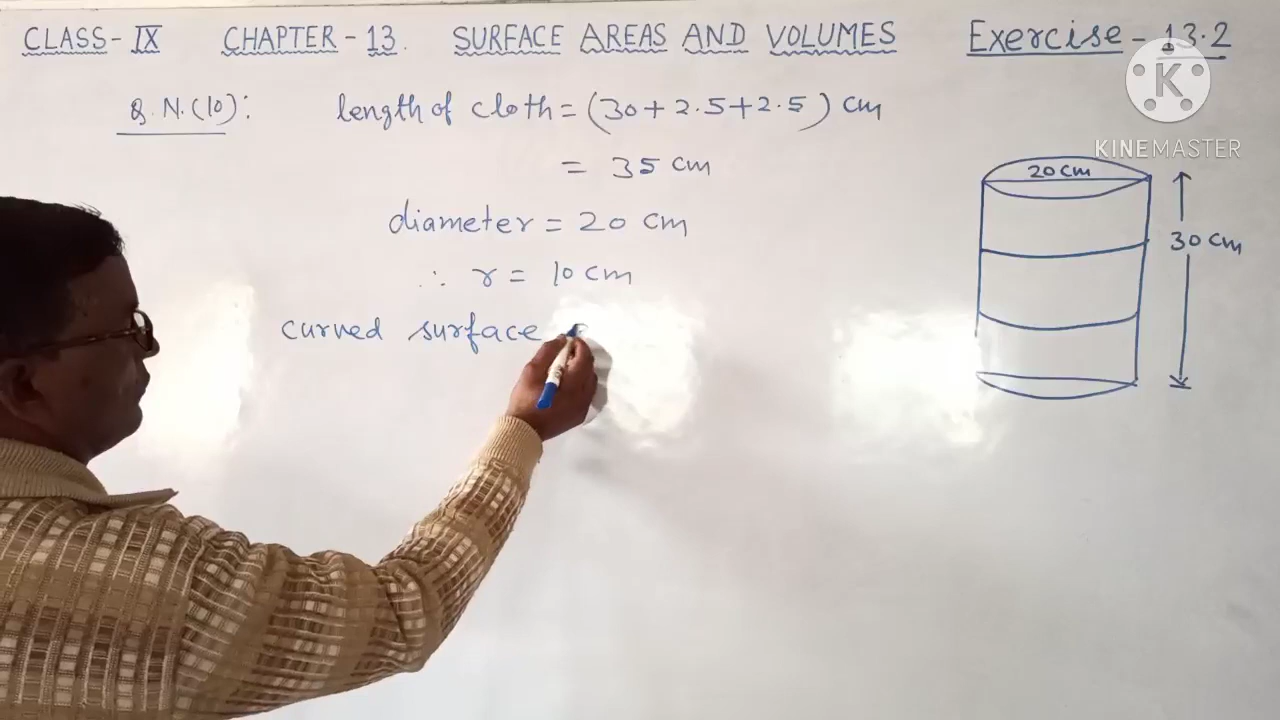 CLASS-IX CHAPTER-13. SURFACE AREAS AND VOLUMES Exercise-13.2
K
KINEMASTER
Q.N.(10): length of cloth = (30+2.5+2.5) cm
= 35 cm
diameter = 20 cm
∴ r = 10 cm
curved surface
20 cm
30 cm